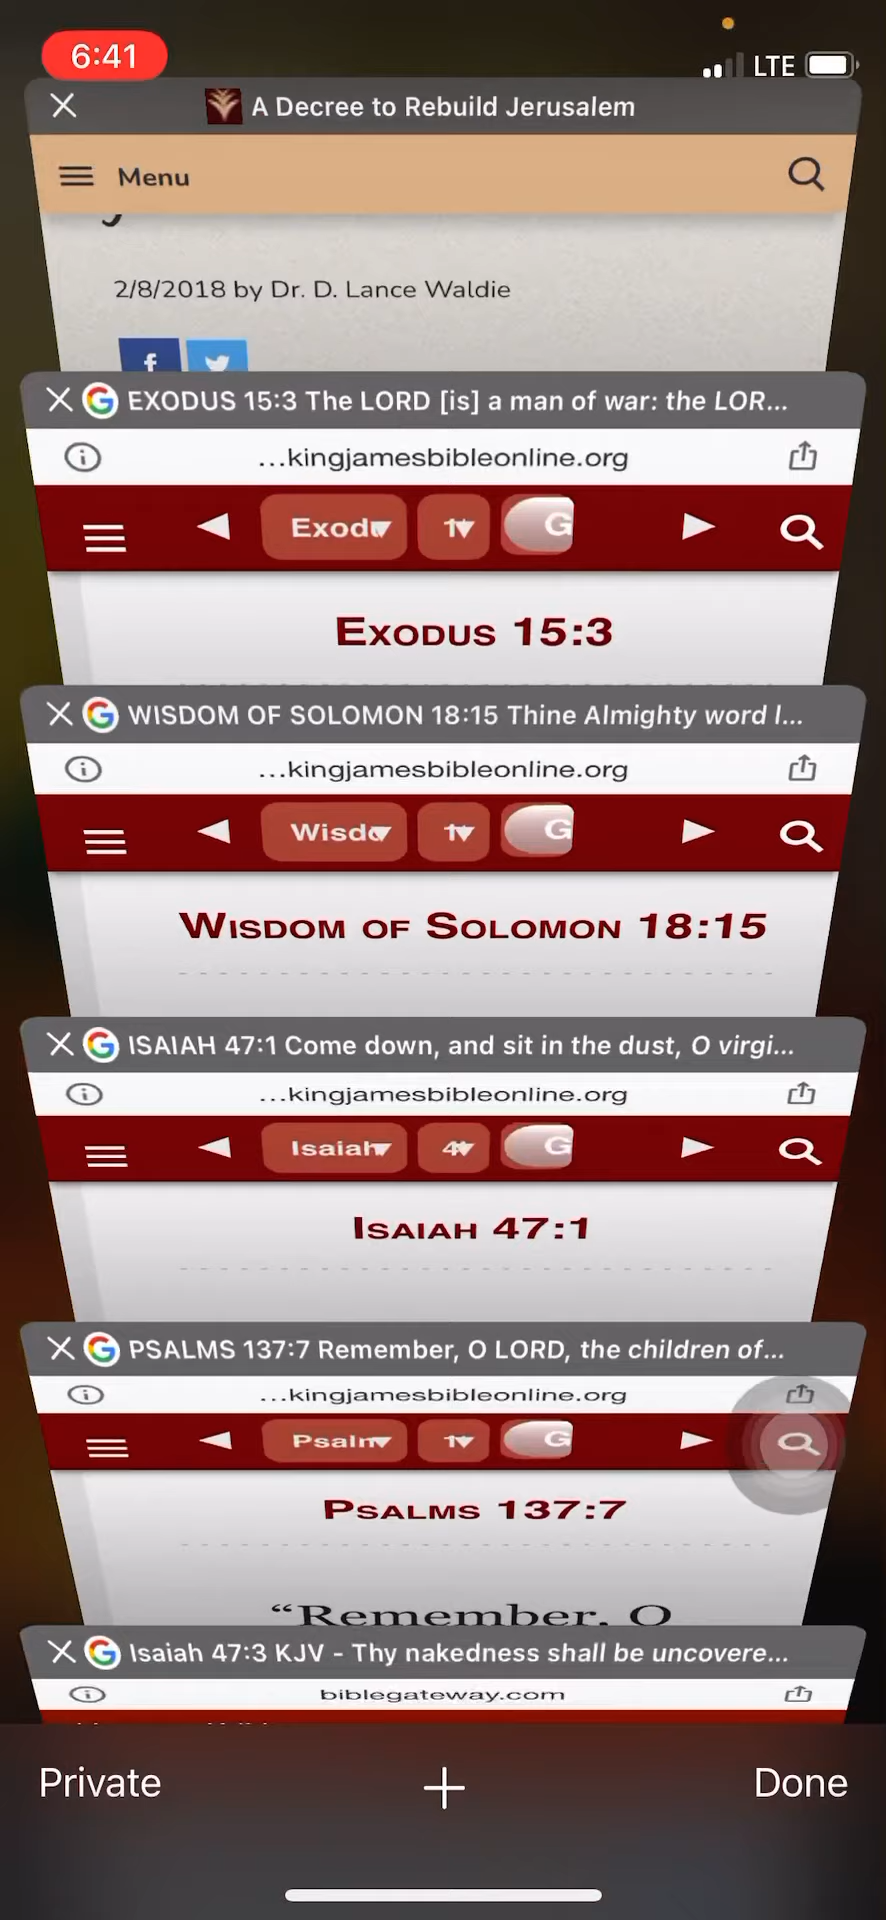 6:41
LTE
A Decree to Rebuild Jerusalem
Menu
2/8/2018 by Dr. D. Lance Waldie
EXODUS 15:3 The LORD [is] a man of war: the LOR...
...kingjamesbibleonline.org
Exod
1
G
EXODUS 15:3
WISDOM OF SOLOMON 18:15 Thine Almighty word l...
...kingjamesbibleonline.org
Wisd
1
G
WISDOM OF SOLOMON 18:15
ISAIAH 47:1 Come down, and sit in the dust, O virgi...
...kingjamesbibleonline.org
Isaiah
4
G
ISAIAH 47:1
PSALMS 137:7 Remember, O LORD, the children of...
...kingjamesbibleonline.org
Psalm
1
G
PSALMS 137:7
“Remember, O
Isaiah 47:3 KJV - Thy nakedness shall be uncovere...
biblegateway.com
Private
Done